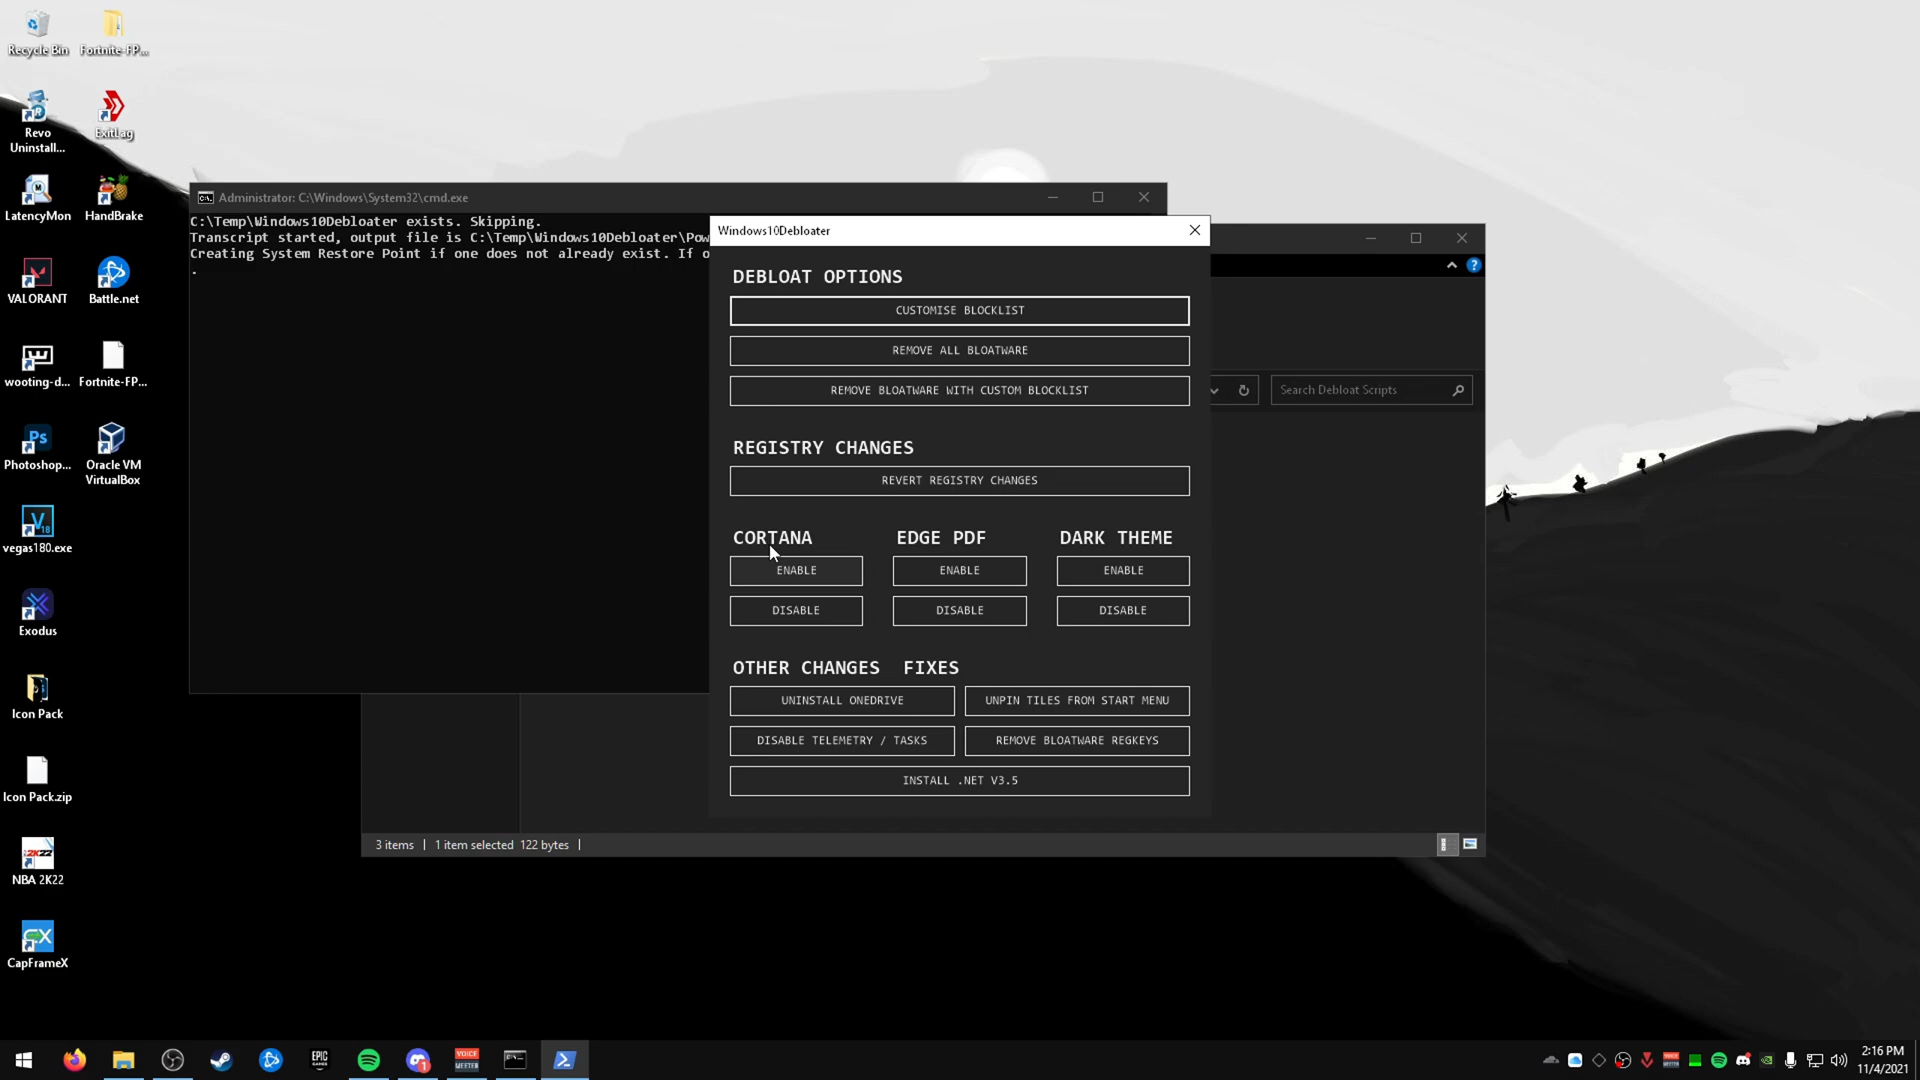 Recycle Bin
Fortnite-FP...
Revo
Uninstall...
ExitLag
LatencyMon
HandBrake
VALORANT
Battle.net
wooting-d...
Fortnite-FP...
Photoshop...
Oracle VM
VirtualBox
vegas180.exe
Exodus
Icon Pack
Icon Pack.zip
NBA 2K22
CapFrameX
Administrator: C:\Windows\System32\cmd.exe
C:\Temp\Windows10Debloater exists. Skipping.
Transcript started, output file is C:\Temp\Windows10Debloater\Pow
Creating System Restore Point if one does not already exist. If o
.
Windows10Debloater
DEBLOAT OPTIONS
CUSTOMISE BLOCKLIST
REMOVE ALL BLOATWARE
REMOVE BLOATWARE WITH CUSTOM BLOCKLIST
REGISTRY CHANGES
REVERT REGISTRY CHANGES
CORTANA EDGE PDF DARK THEME
ENABLE ENABLE ENABLE
DISABLE DISABLE DISABLE
OTHER CHANGES FIXES
UNINSTALL ONEDRIVE UNPIN TILES FROM START MENU
DISABLE TELEMETRY / TASKS REMOVE BLOATWARE REGKEYS
INSTALL .NET V3.5
Search Debloat Scripts
3 items | 1 item selected 122 bytes |
2:16 PM
11/4/2021